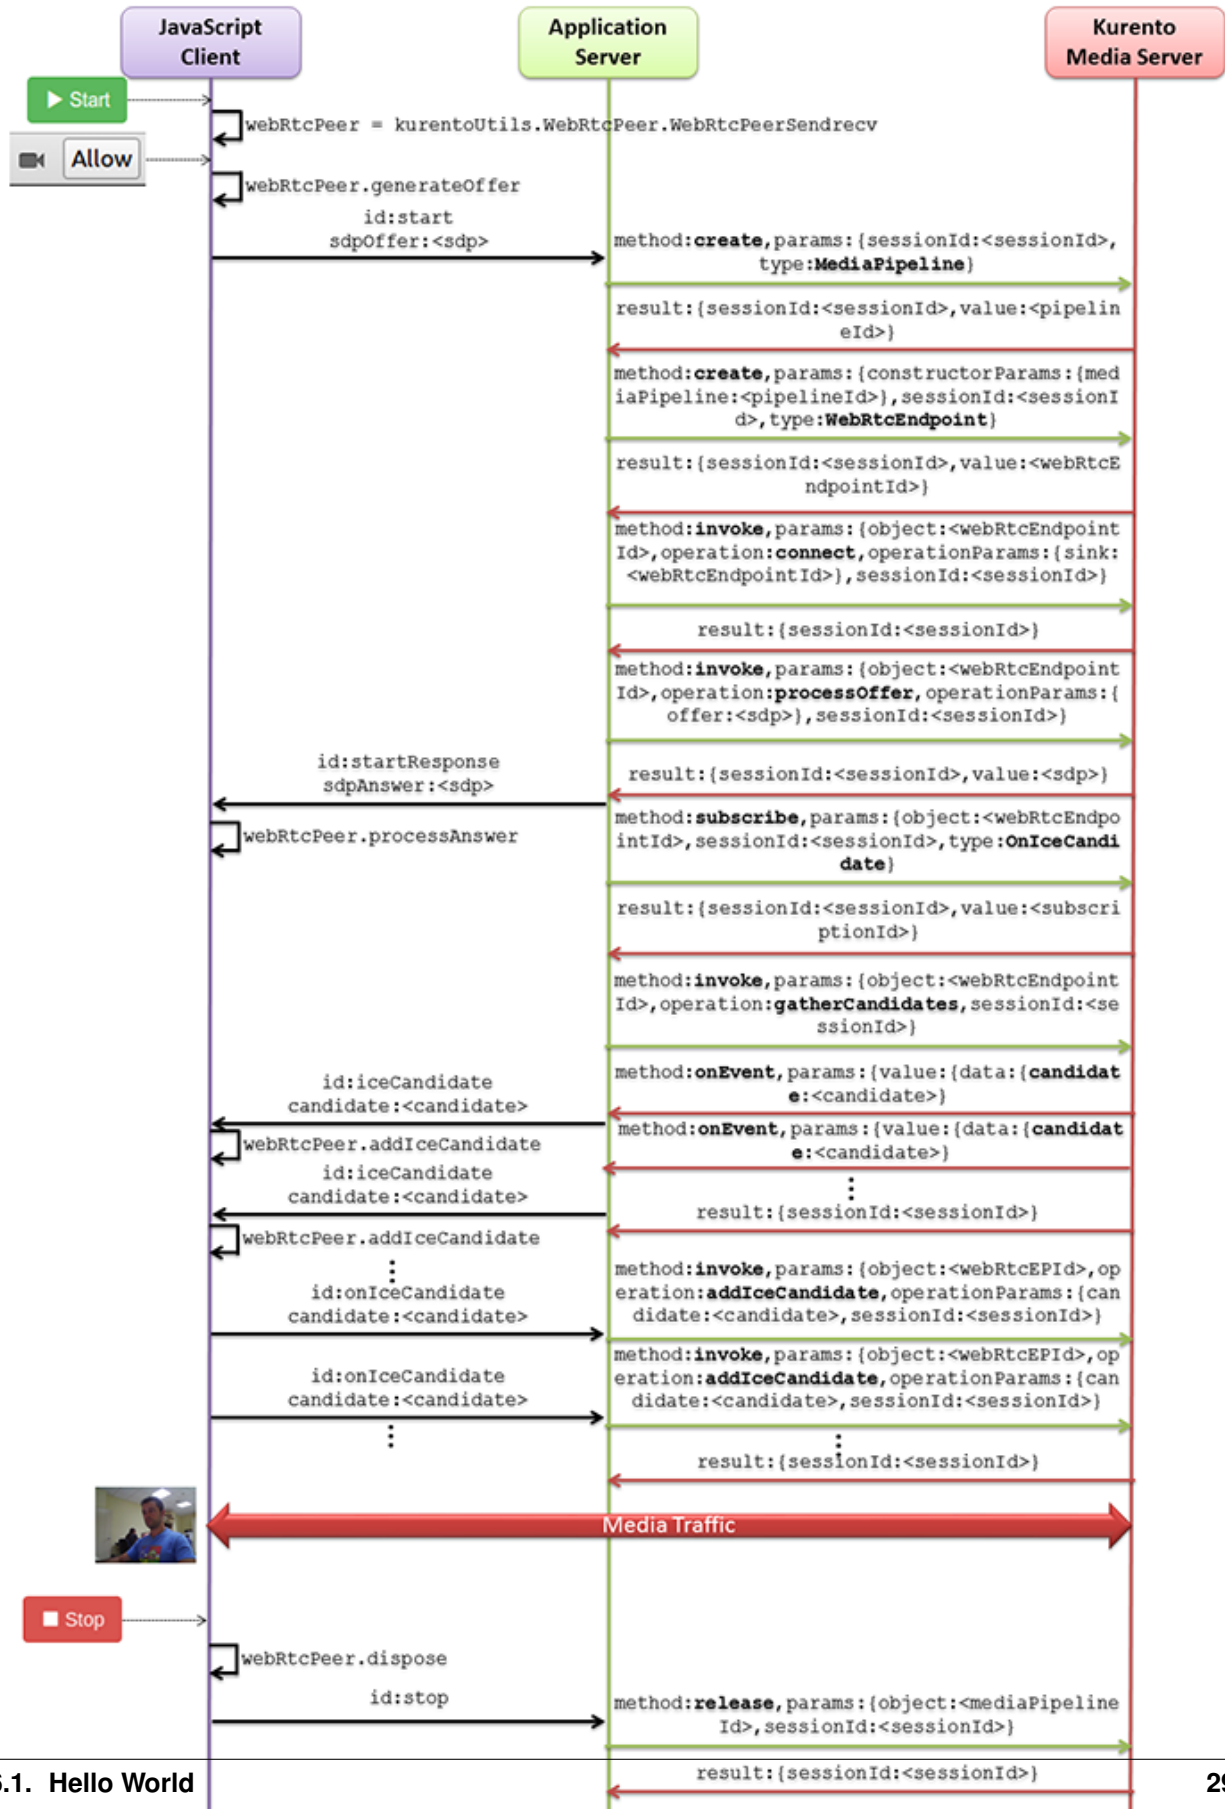 JavaScript
Client
Application
Server
Kurento
Media Server
Start
webRtcPeer = kurentoUtils.WebRtcPeer.WebRtcPeerSendrecv
Allow
webRtcPeer.generateOffer
id:start
sdpOffer:<sdp>
method:create,params:{sessionId:<sessionId>,
type:MediaPipeline}
result:{sessionId:<sessionId>,value:<pipelin
eId>}
method:create,params:{constructorParams:{med
iaPipeline:<pipelineId>},sessionId:<sessionI
d>,type:WebRtcEndpoint}
result:{sessionId:<sessionId>,value:<webRtcE
ndpointId>}
method:invoke,params:{object:<webRtcEndpoint
Id>,operation:connect,operationParams:{sink:
<webRtcEndpointId>},sessionId:<sessionId>}
result:{sessionId:<sessionId>}
method:invoke,params:{object:<webRtcEndpoint
Id>,operation:processOffer,operationParams:{
offer:<sdp>},sessionId:<sessionId>}
id:startResponse
sdpAnswer:<sdp>
result:{sessionId:<sessionId>,value:<sdp>}
webRtcPeer.processAnswer
method:subscribe,params:{object:<webRtcEndpo
intId>,sessionId:<sessionId>,type:OnIceCandi
date}
result:{sessionId:<sessionId>,value:<subscri
ptionId>}
method:invoke,params:{object:<webRtcEndpoint
Id>,operation:gatherCandidates,sessionId:<se
ssionId>}
id:iceCandidate
candidate:<candidate>
method:onEvent,params:{value:{data:{candidat
e:<candidate>}
webRtcPeer.addIceCandidate
method:onEvent,params:{value:{data:{candidat
e:<candidate>}
id:iceCandidate
candidate:<candidate>
⋮
result:{sessionId:<sessionId>}
webRtcPeer.addIceCandidate
⋮
id:onIceCandidate
candidate:<candidate>
method:invoke,params:{object:<webRtcEPId>,op
eration:addIceCandidate,operationParams:{can
didate:<candidate>,sessionId:<sessionId>}
id:onIceCandidate
candidate:<candidate>
⋮
method:invoke,params:{object:<webRtcEPId>,op
eration:addIceCandidate,operationParams:{can
didate:<candidate>,sessionId:<sessionId>}
⋮
result:{sessionId:<sessionId>}
Media Traffic
Stop
webRtcPeer.dispose
id:stop
method:release,params:{object:<mediaPipeline
Id>,sessionId:<sessionId>}
result:{sessionId:<sessionId>}
6.1. Hello World
29